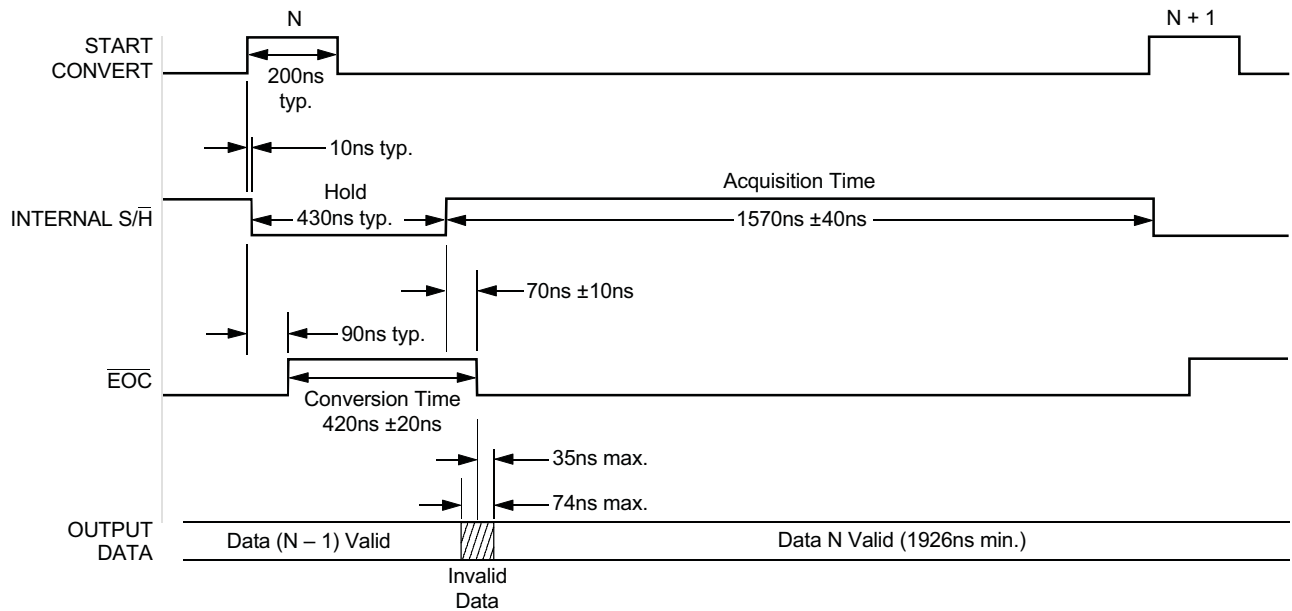 N
N + 1
START
CONVERT
200ns
typ.
10ns typ.
Hold
Acquisition Time
INTERNAL S/H̅
430ns typ.
1570ns ±40ns
70ns ±10ns
90ns typ.
E̅O̅C̅
Conversion Time
420ns ±20ns
35ns max.
74ns max.
OUTPUT
DATA
Data (N – 1) Valid
Data N Valid (1926ns min.)
Invalid
Data